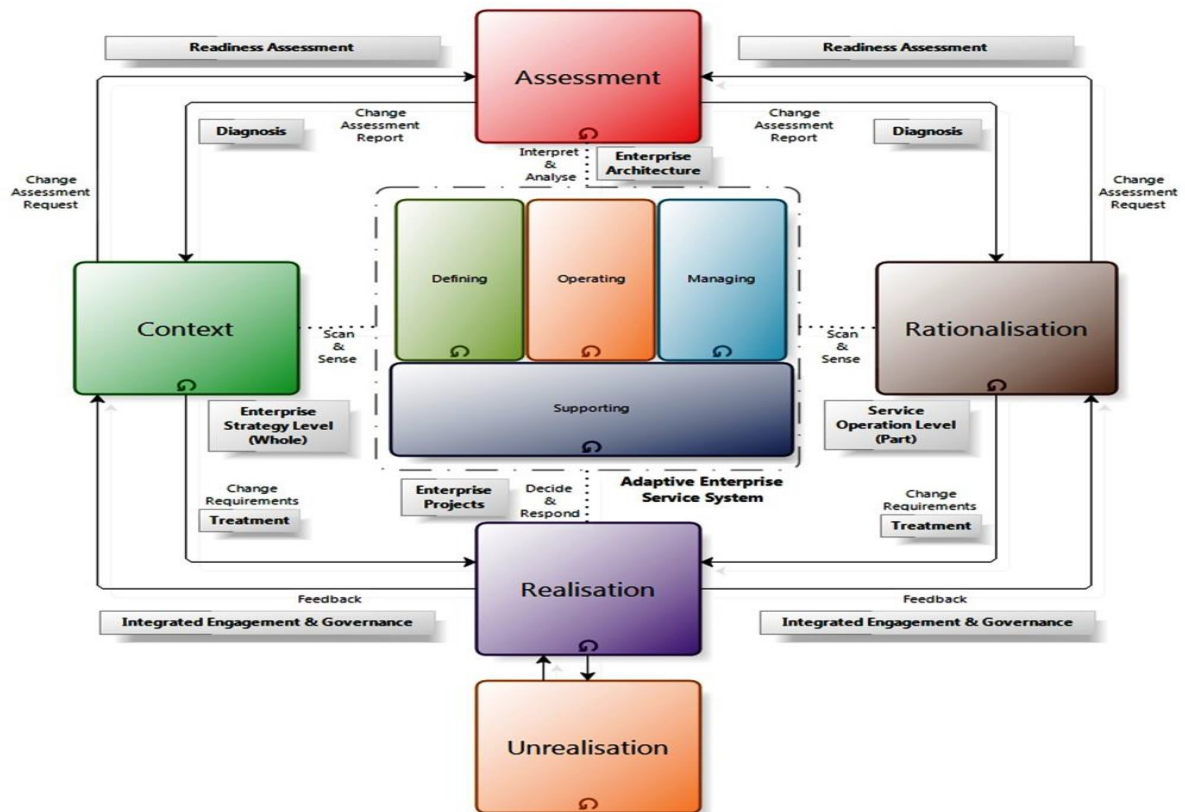 Readiness Assessment
Readiness Assessment
Assessment
Diagnosis
Change
Assessment
Report
Change
Assessment
Report
Diagnosis
Interpret
&
Analyse
Enterprise
Architecture
Change
Assessment
Request
Change
Assessment
Request
Defining
Operating
Managing
Context
Scan
&
Sense
Scan
&
Sense
Rationalisation
Supporting
Enterprise
Strategy Level
(Whole)
Service
Operation Level
(Part)
Change
Requirements
Treatment
Enterprise
Projects
Decide
&
Respond
Adaptive Enterprise
Service System
Change
Requirements
Treatment
Realisation
Feedback
Feedback
Integrated Engagement & Governance
Integrated Engagement & Governance
Unrealisation